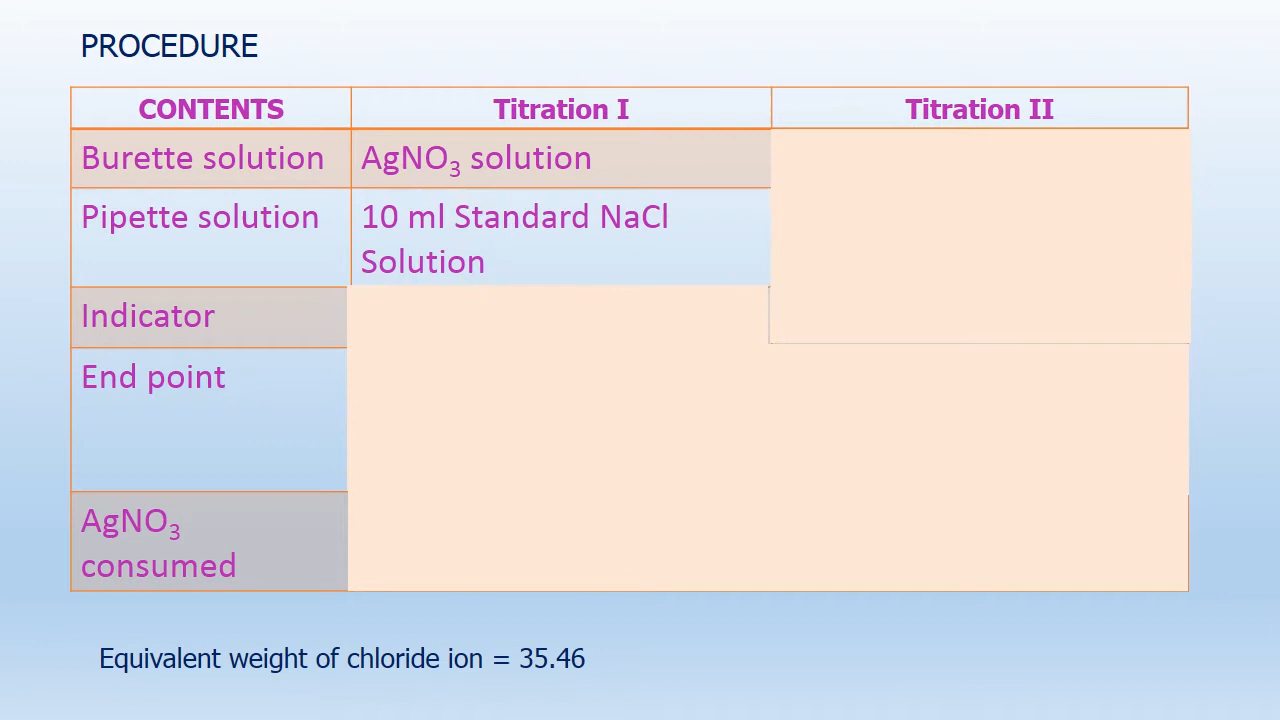 PROCEDURE
CONTENTS Titration I Titration II
Burette solution AgNO₃ solution
Pipette solution 10 ml Standard NaCl
Solution
Indicator
End point
AgNO₃
consumed
Equivalent weight of chloride ion = 35.46